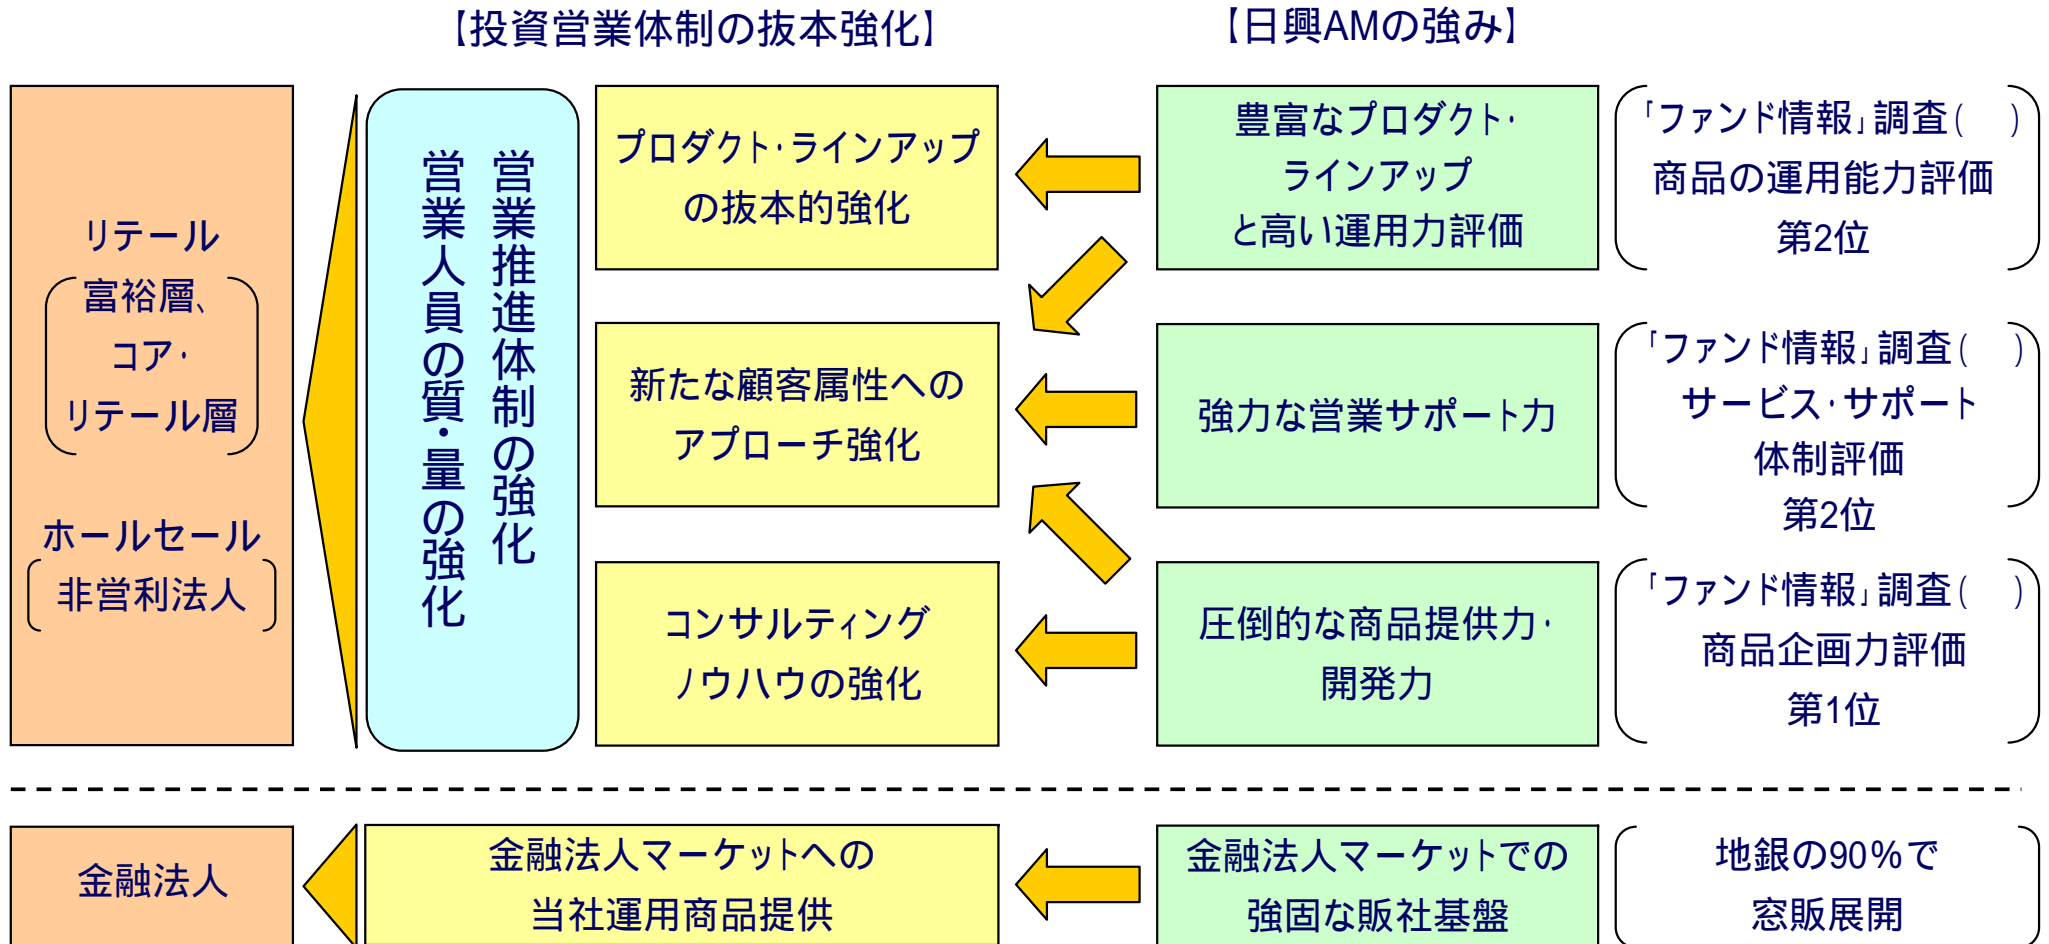 【投資営業体制の抜本強化】
【日興AMの強み】
リテール
富裕層、
コア・
リテール層
ホールセール
非営利法人
営業推進体制の強化
営業人員の質・量の強化
プロダクト・ラインアップ
の抜本的強化
新たな顧客属性への
アプローチ強化
コンサルティング
ノウハウの強化
豊富なプロダクト・
ラインアップ
と高い運用力評価
強力な営業サポート力
圧倒的な商品提供力・
開発力
「ファンド情報」調査( )
商品の運用能力評価
第2位
「ファンド情報」調査( )
サービス・サポート
体制評価
第2位
「ファンド情報」調査( )
商品企画力評価
第1位
金融法人
金融法人マーケットへの
当社運用商品提供
金融法人マーケットでの
強固な販社基盤
地銀の90%で
窓販展開